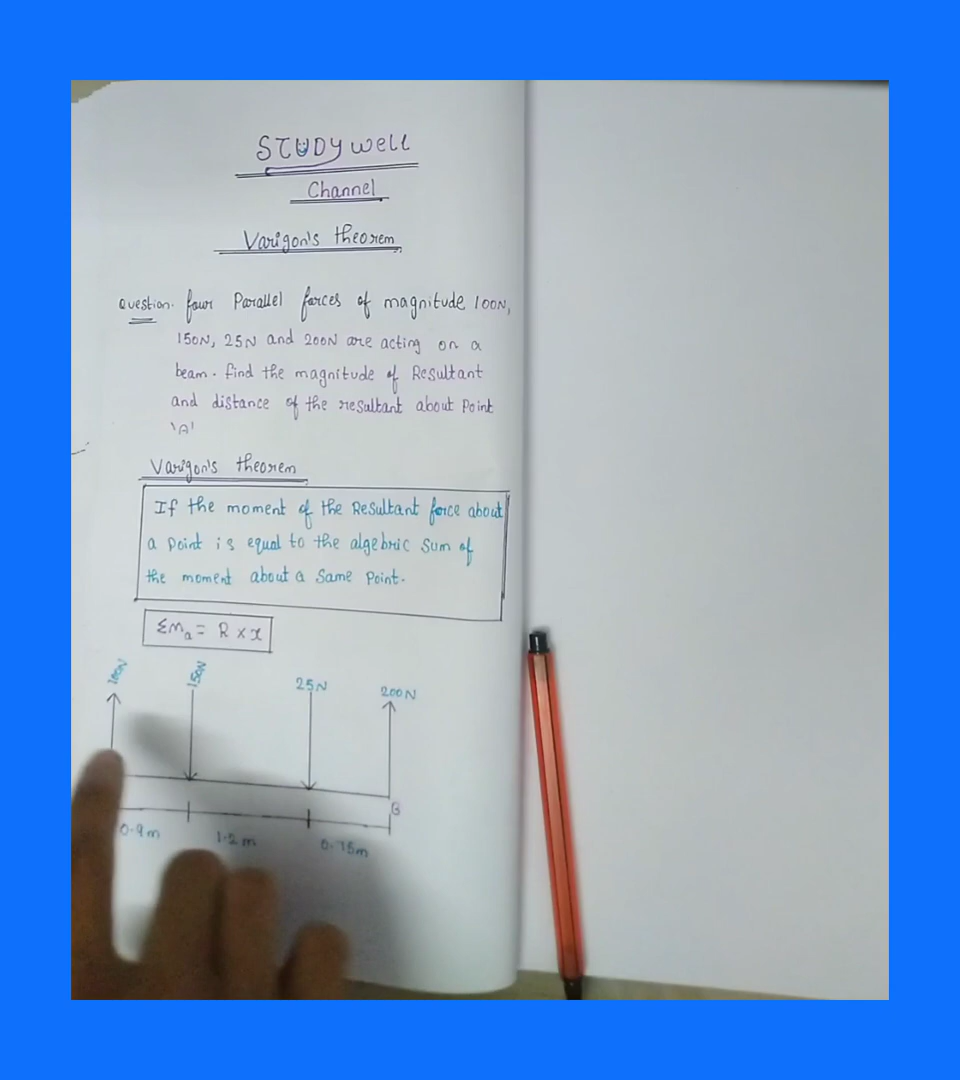 STUDY well
Channel
Varigon's theorem
Question. four Parallel forces of magnitude 100N,
150N, 25N and 200N are acting on a
beam. find the magnitude of Resultant
and distance of the resultant about Point
'A'
Varigon's theorem
If the moment of the Resultant force about
a Point is equal to the algebric sum of
the moment about a Same Point.
ΣMa = R × x
100N 150N 25N 200N
B
0.9m 1.2m 0.75m